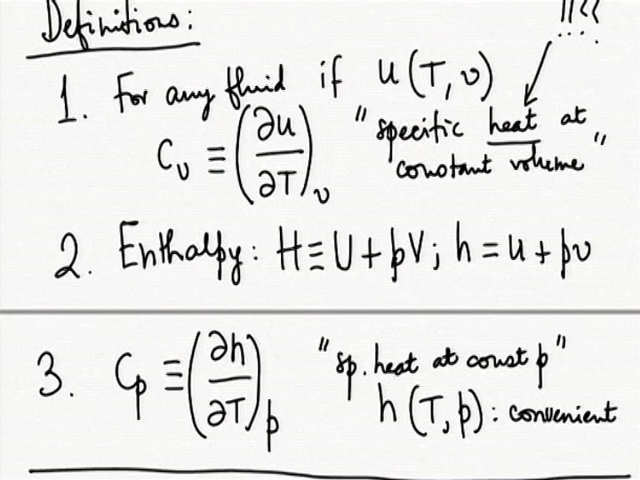 Definitions:
!!<<
....
1. For any fluid if u(T, v)
C_v ≡ (∂u/∂T)_v "specific heat at
constant volume"
2. Enthalpy: H ≡ U + pV; h = u + pv
3. C_p ≡ (∂h/∂T)_p "sp. heat at const p"
h(T, p): convenient